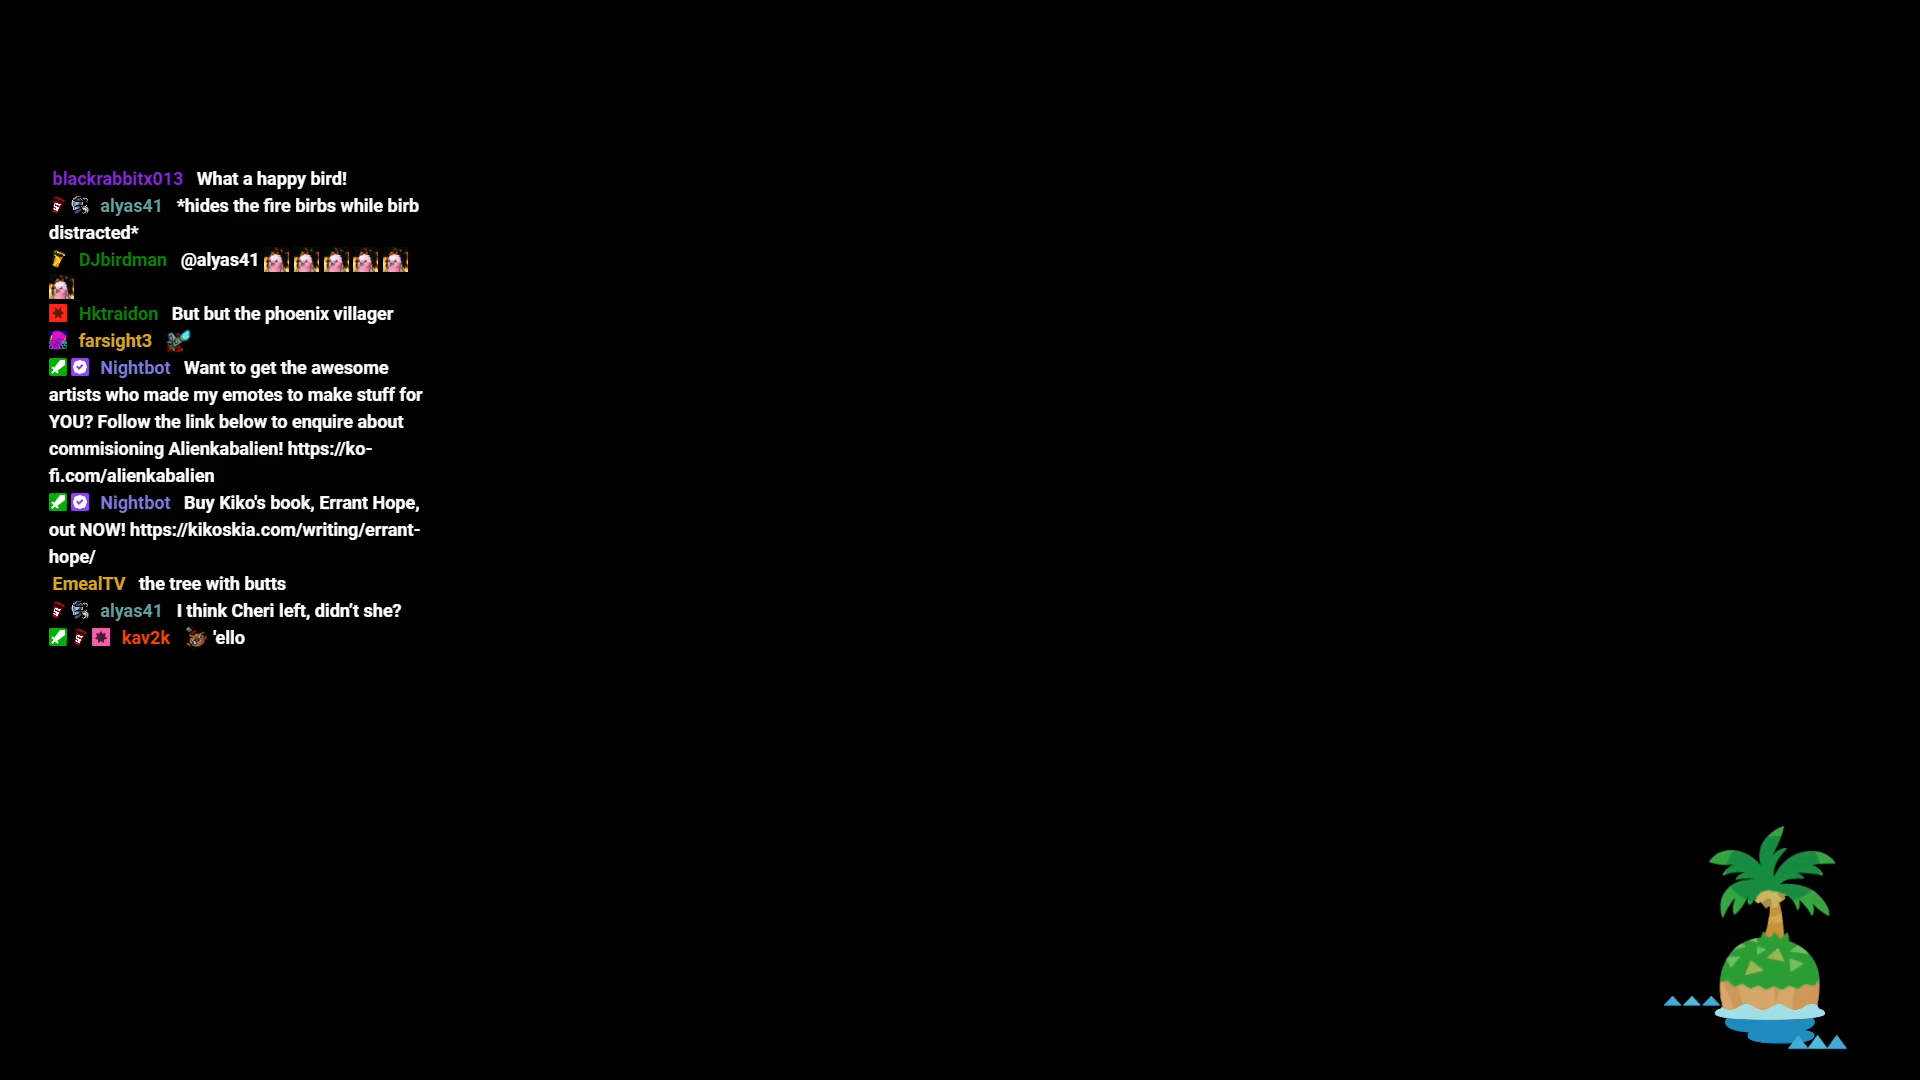 blackrabbitx013 What a happy bird!
alyas41 *hides the fire birbs while birb
distracted*
DJbirdman @alyas41
Hktraidon But but the phoenix villager
farsight3
Nightbot Want to get the awesome
artists who made my emotes to make stuff for
YOU? Follow the link below to enquire about
commisioning Alienkabalien! https://ko-
fi.com/alienkabalien
Nightbot Buy Kiko's book, Errant Hope,
out NOW! https://kikoskia.com/writing/errant-
hope/
EmealTV the tree with butts
alyas41 I think Cheri left, didn't she?
kav2k 'ello